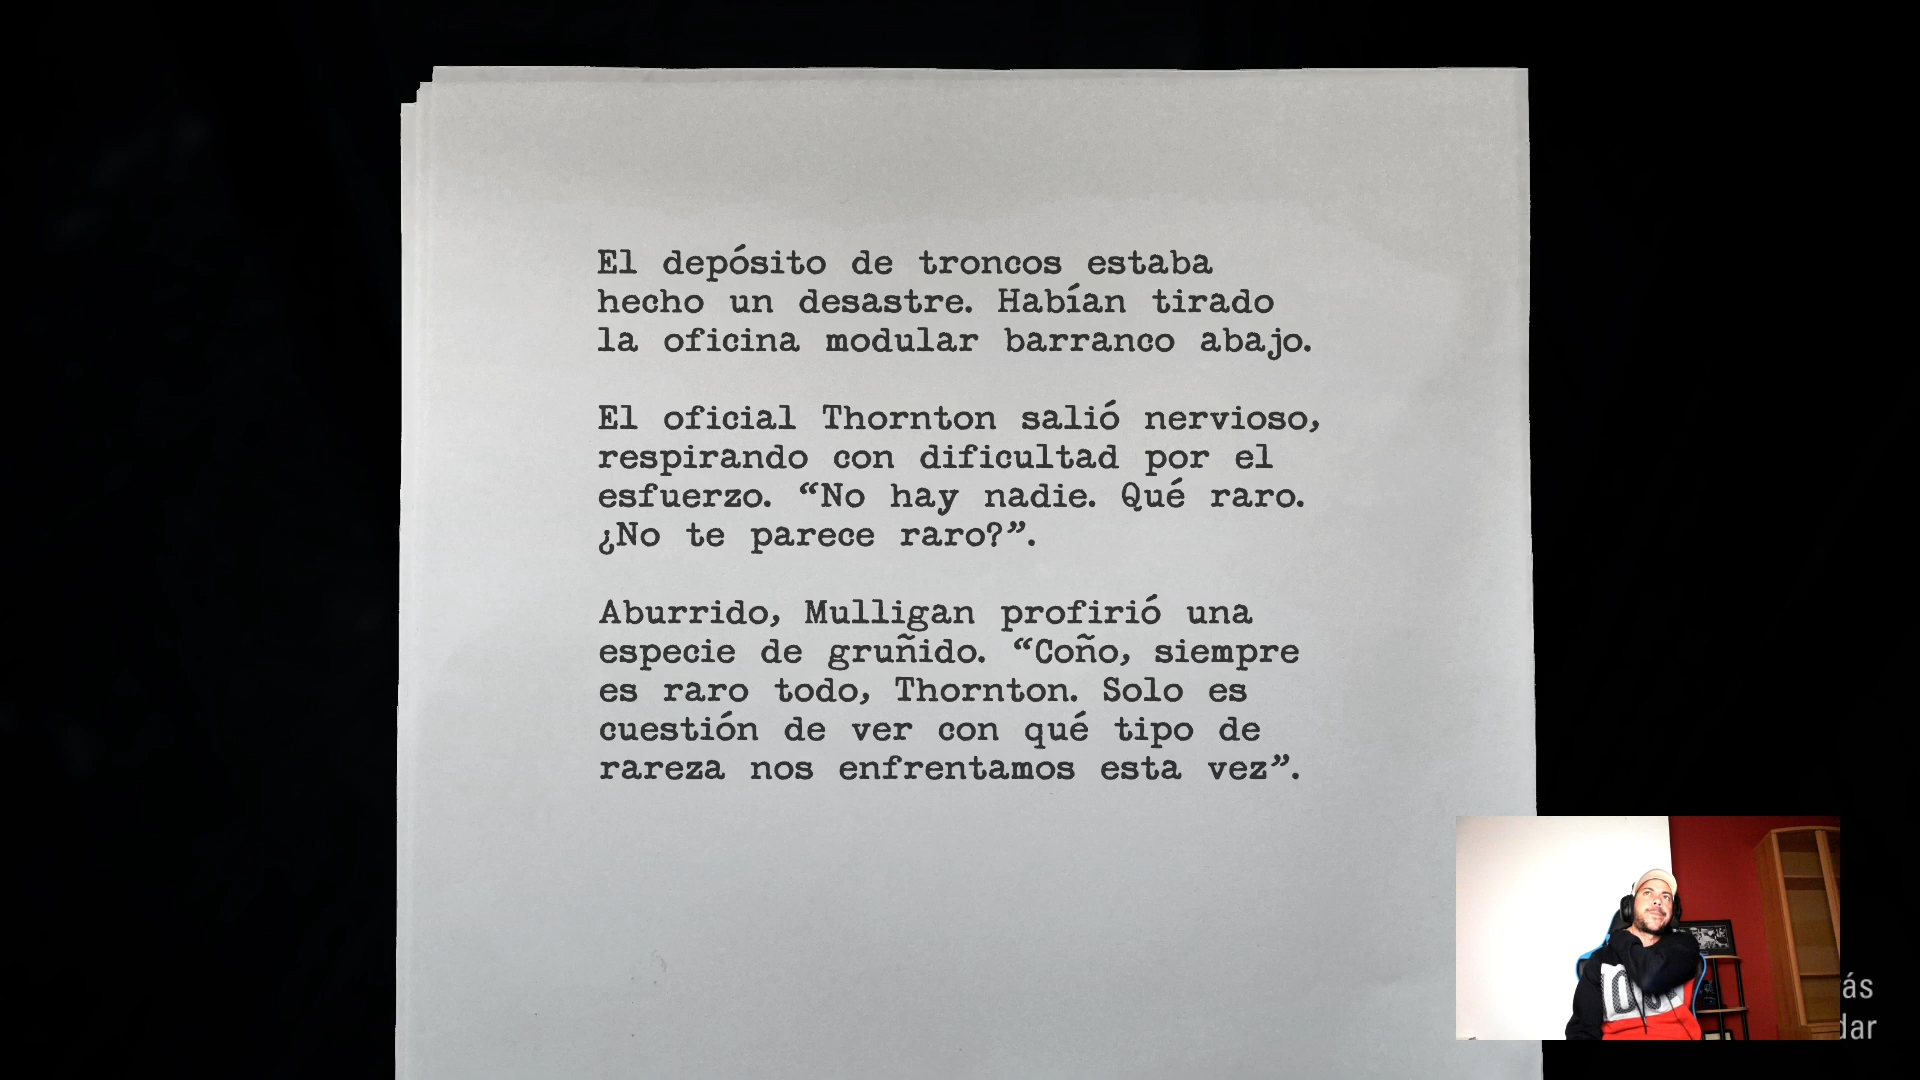 El depósito de troncos estaba
hecho un desastre. Habían tirado
la oficina modular barranco abajo.
El oficial Thornton salió nervioso,
respirando con dificultad por el
esfuerzo. “No hay nadie. Qué raro.
¿No te parece raro?”.
Aburrido, Mulligan profirió una
especie de gruñido. “Coño, siempre
es raro todo, Thornton. Solo es
cuestión de ver con qué tipo de
rareza nos enfrentamos esta vez”.
ás
dar